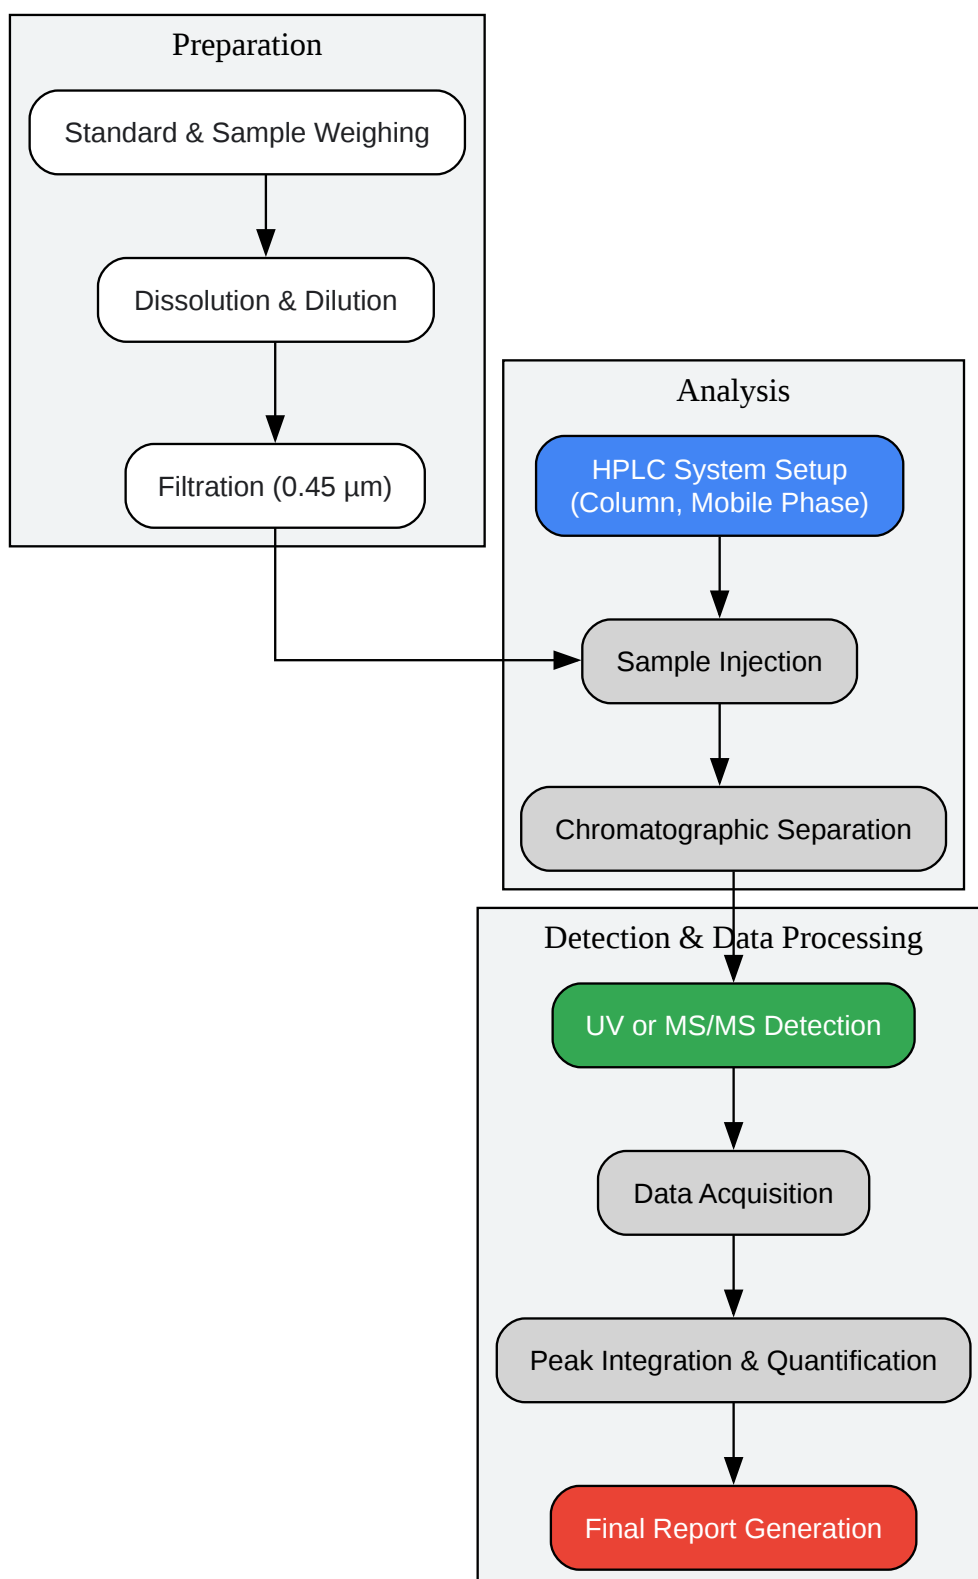 Preparation
Standard & Sample Weighing
Dissolution & Dilution
Filtration (0.45 µm)
Analysis
HPLC System Setup
(Column, Mobile Phase)
Sample Injection
Chromatographic Separation
Detection & Data Processing
UV or MS/MS Detection
Data Acquisition
Peak Integration & Quantification
Final Report Generation